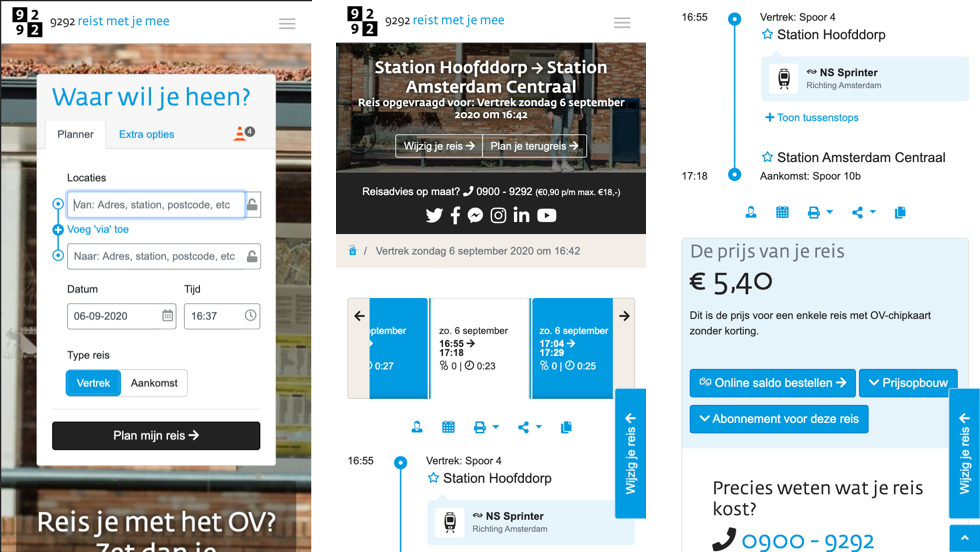 9292 reist met je mee
Waar wil je heen?
Planner
Extra opties
4
Locaties
Van: Adres, station, postcode, etc
Voeg 'via' toe
Naar: Adres, station, postcode, etc
Datum
Tijd
06-09-2020
16:37
Type reis
Vertrek
Aankomst
Plan mijn reis →
Reis je met het OV?
Zet dan je
9292 reist met je mee
Station Hoofddorp → Station
Amsterdam Centraal
Reis opgevraagd voor: Vertrek zondag 6 september
2020 om 16:42
Wijzig je reis →
Plan je terugreis →
Reisadvies op maat? 0900 - 9292 (€0,90 p/m max. €18,-)
/ Vertrek zondag 6 september 2020 om 16:42
eptember
0:27
zo. 6 september
16:55 →
17:18
0 | 0:23
zo. 6 september
17:04 →
17:29
0 | 0:25
Wijzig je reis
16:55
Vertrek: Spoor 4
Station Hoofddorp
NS Sprinter
Richting Amsterdam
16:55
Vertrek: Spoor 4
Station Hoofddorp
NS Sprinter
Richting Amsterdam
+ Toon tussenstops
Station Amsterdam Centraal
17:18
Aankomst: Spoor 10b
De prijs van je reis
€ 5,40
Dit is de prijs voor een enkele reis met OV-chipkaart
zonder korting.
Online saldo bestellen →
Prijsopbouw
Abonnement voor deze reis
Wijzig je reis
Precies weten wat je reis
kost?
0900 - 9292